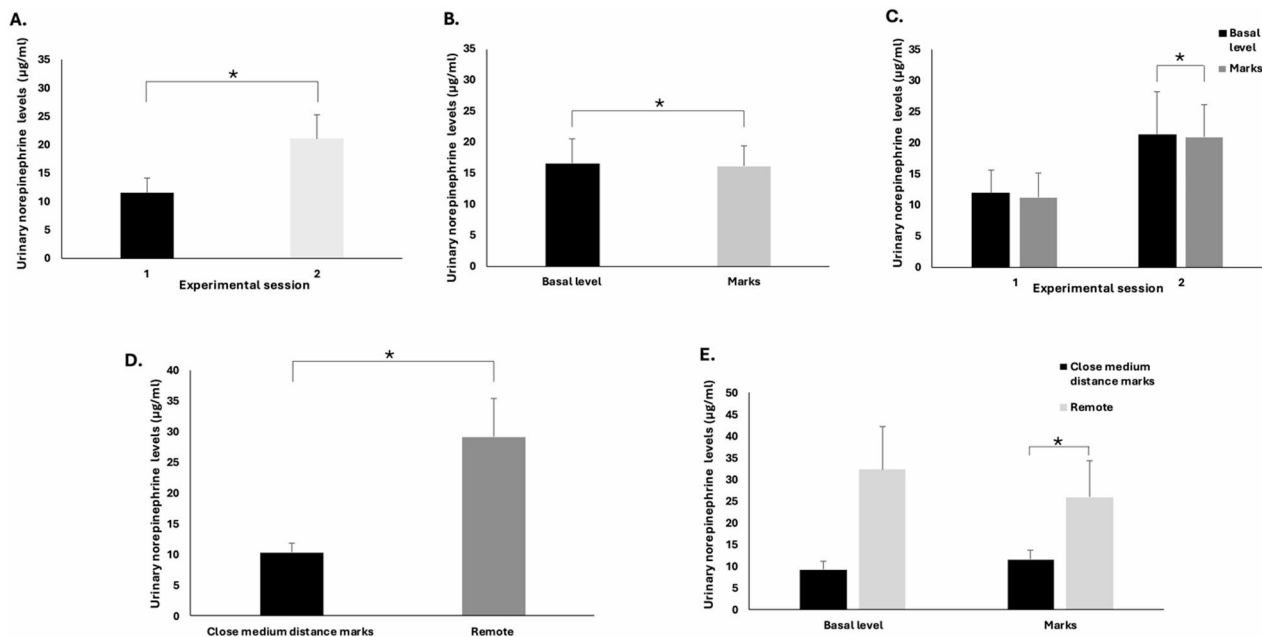 A.
Urinary norepinephrine levels (µg/ml)
35
30
25
20
15
10
5
0
*
1
2
Experimental session
B.
Urinary norepinephrine levels (µg/ml)
35
30
25
20
15
10
5
0
*
Basal level
Marks
C.
Urinary norepinephrine levels (µg/ml)
35
30
25
20
15
10
5
0
*
Basal
level
Marks
1
Experimental session
2
D.
Urinary norepinephrine levels (µg/ml)
40
35
30
25
20
15
10
5
0
*
Close medium distance marks
Remote
E.
Urinary norepinephrine levels (µg/ml)
50
45
40
35
30
25
20
15
10
5
0
Close medium
distance marks
Remote
*
Basal level
Marks